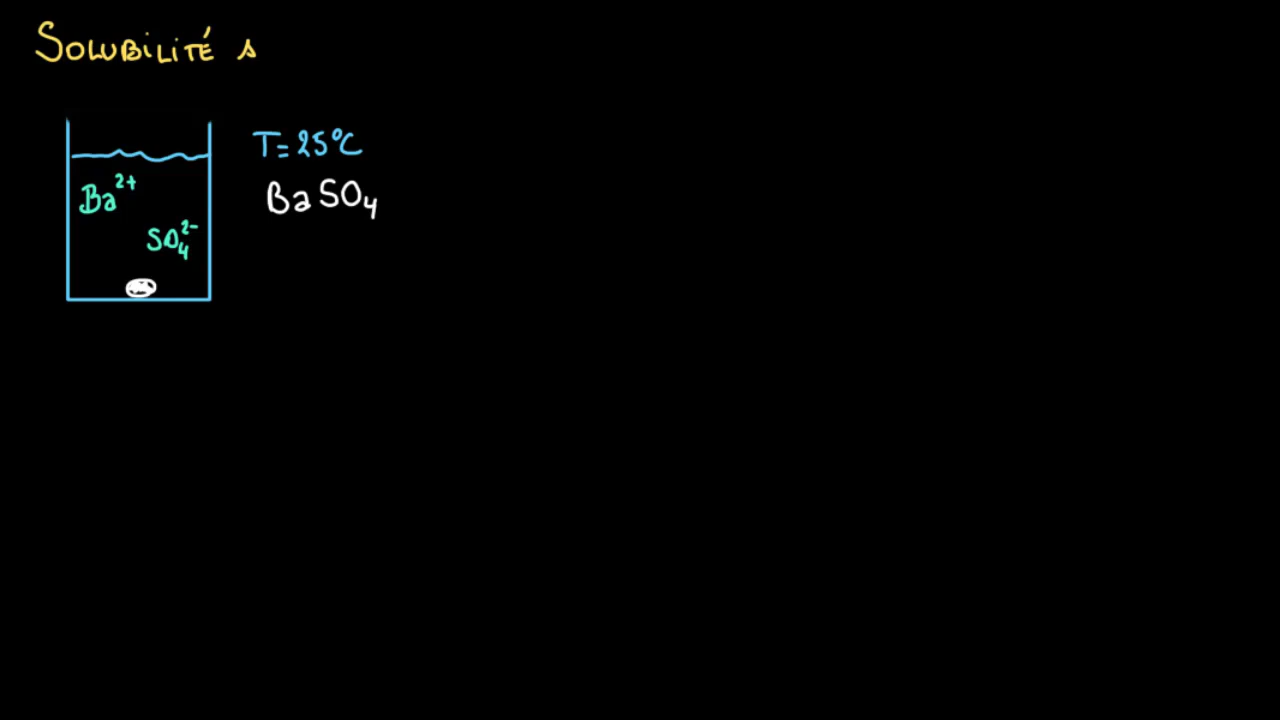 SOLUBILITÉ s
T=25°C
Ba²⁺
BaSO₄
SO₄²⁻